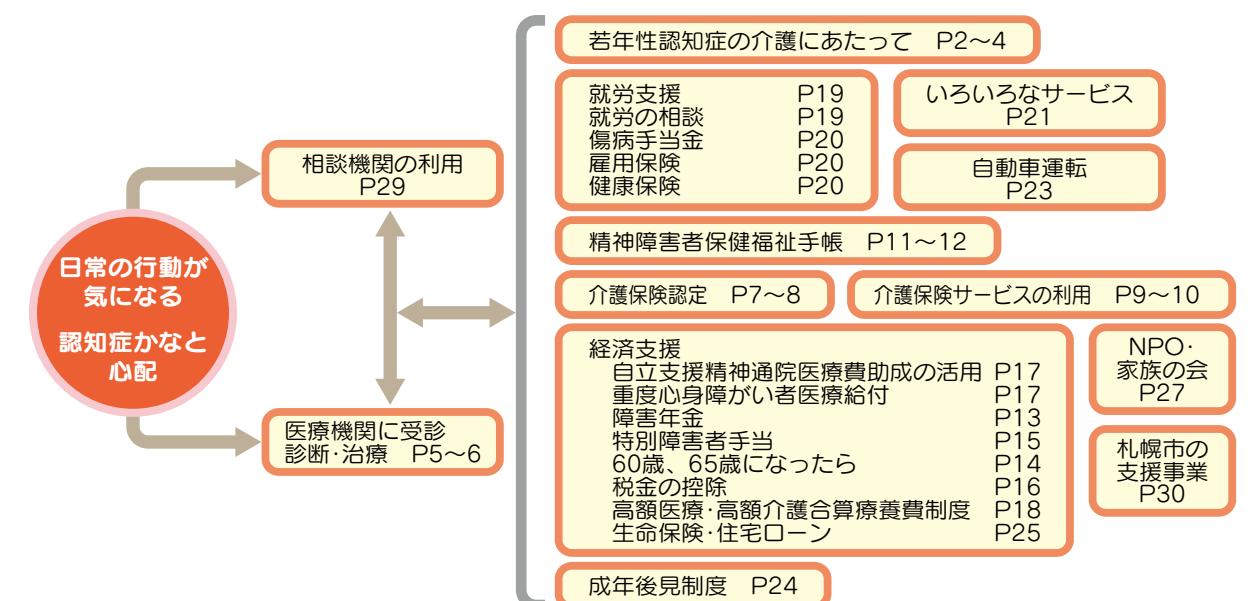 日常の行動が
気になる
認知症かなと
心配
相談機関の利用
P29
医療機関に受診
診断・治療 P5～6
若年性認知症の介護にあたって P2～4
就労支援 P19
就労の相談 P19
傷病手当金 P20
雇用保険 P20
健康保険 P20
いろいろなサービス
P21
自動車運転
P23
精神障害者保健福祉手帳 P11～12
介護保険認定 P7～8
介護保険サービスの利用 P9～10
経済支援
自立支援精神通院医療費助成の活用 P17
重度心身障がい者医療給付 P17
障害年金 P13
特別障害者手当 P15
60歳、65歳になったら P14
税金の控除 P16
高額医療・高額介護合算療養費制度 P18
生命保険・住宅ローン P25
NPO・
家族の会
P27
札幌市の
支援事業
P30
成年後見制度 P24